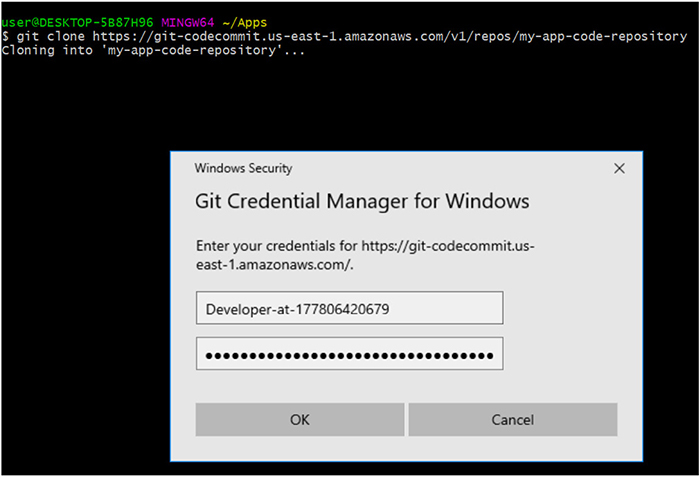 user@DESKTOP-5B87H96 MINGW64 ~/Apps
$ git clone https://git-codecommit.us-east-1.amazonaws.com/v1/repos/my-app-code-repository
Cloning into 'my-app-code-repository'...
Windows Security
Git Credential Manager for Windows
Enter your credentials for https://git-codecommit.us-
east-1.amazonaws.com/.
Developer-at-177806420679
●●●●●●●●●●●●●●●●●●●●●●●●●●●●●●●●●●
OK Cancel